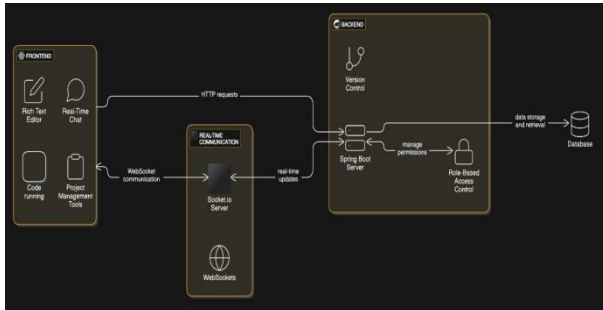 FRONTEND
Rich Text
Editor
Real-Time
Chat
Code
running
Project
Management
Tools
HTTP requests
WebSocket
communication
REAL-TIME
COMMUNICATION
Socket.io
Server
WebSockets
real-time
updates
BACKEND
Version
Control
Spring Boot
Server
manage
permissions
Role-Based
Access
Control
data storage
and retrieval
Database